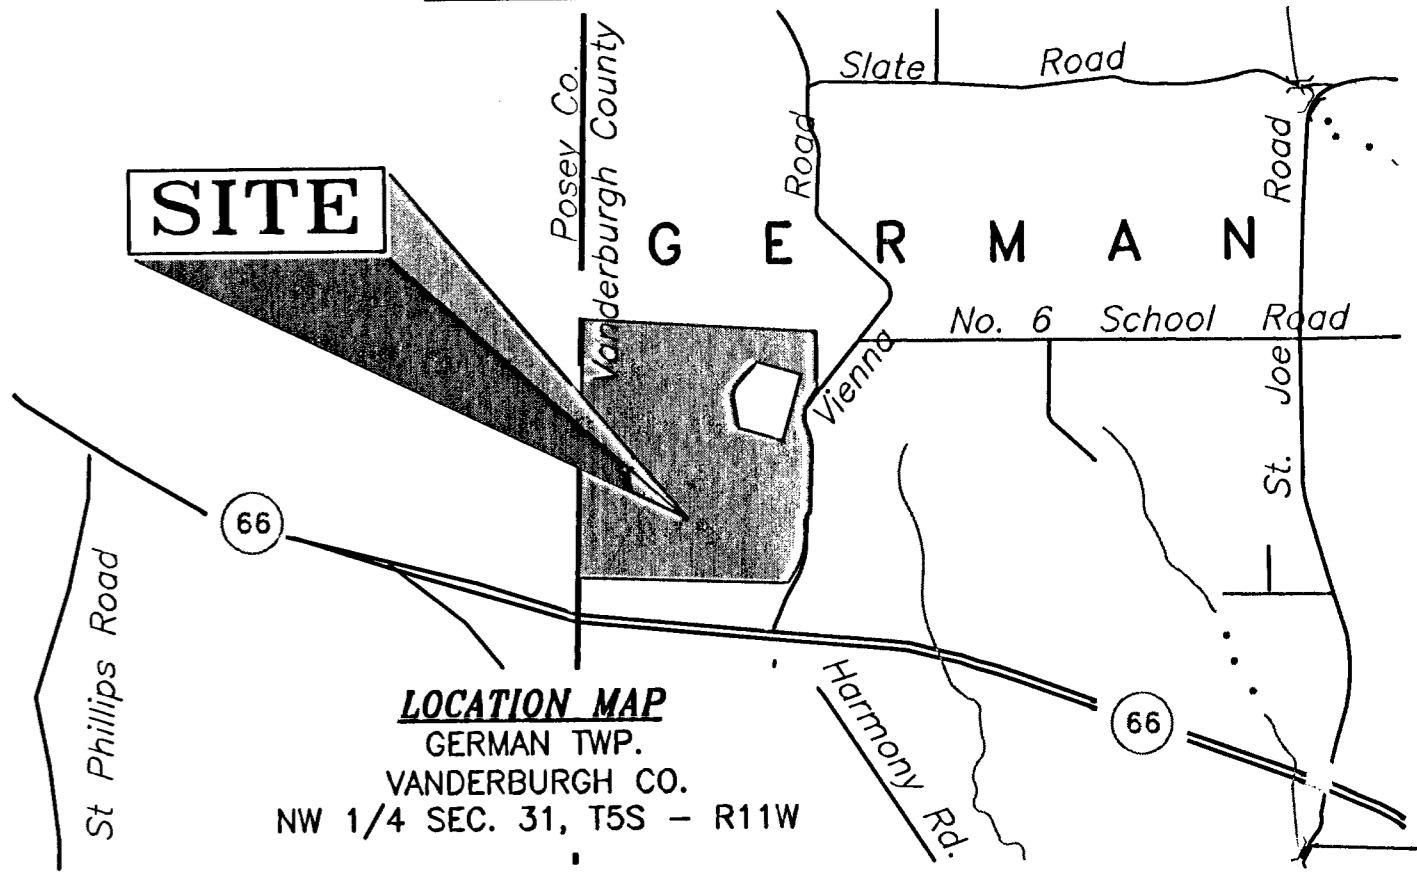 Slate Road
Road
Posey Co.
Vanderburgh County
Road
SITE
GERMAN
No. 6 School Road
Vienna
St. Joe
66
St Phillips Road
Harmony Rd.
66
LOCATION MAP
GERMAN TWP.
VANDERBURGH CO.
NW 1/4 SEC. 31, T5S – R11W